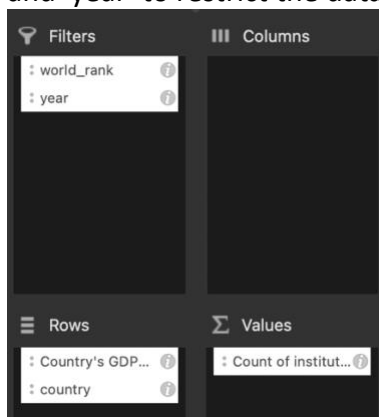 and year to restrict the data
Filters
Columns
world_rank
year
Rows
Values
Country's GDP...
Count of institut...
country